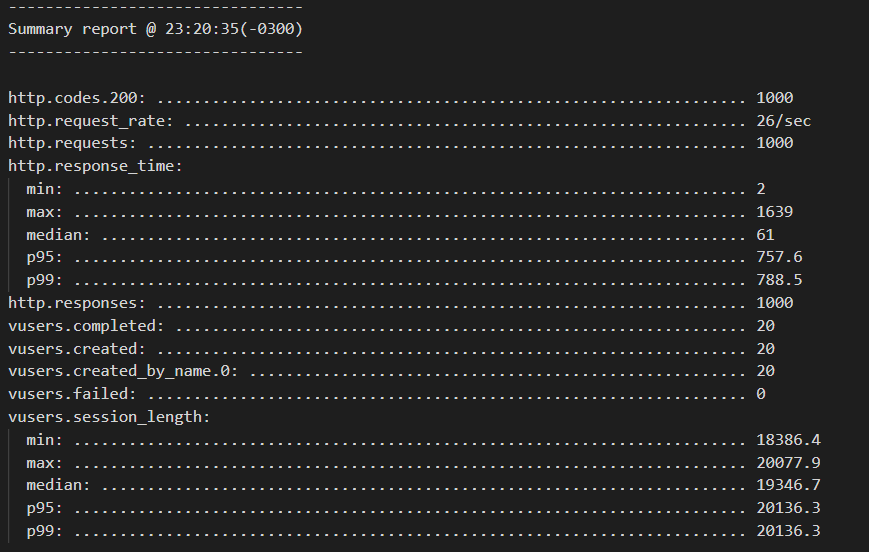 --------------------------------
Summary report @ 23:20:35(-0300)
--------------------------------
http.codes.200: ................................................................ 1000
http.request_rate: ............................................................. 26/sec
http.requests: ................................................................. 1000
http.response_time:
min: ......................................................................... 2
max: ......................................................................... 1639
median: ...................................................................... 61
p95: ......................................................................... 757.6
p99: ......................................................................... 788.5
http.responses: ................................................................ 1000
vusers.completed: .............................................................. 20
vusers.created: ................................................................ 20
vusers.created_by_name.0: ...................................................... 20
vusers.failed: ................................................................. 0
vusers.session_length:
min: ......................................................................... 18386.4
max: ......................................................................... 20077.9
median: ...................................................................... 19346.7
p95: ......................................................................... 20136.3
p99: ......................................................................... 20136.3